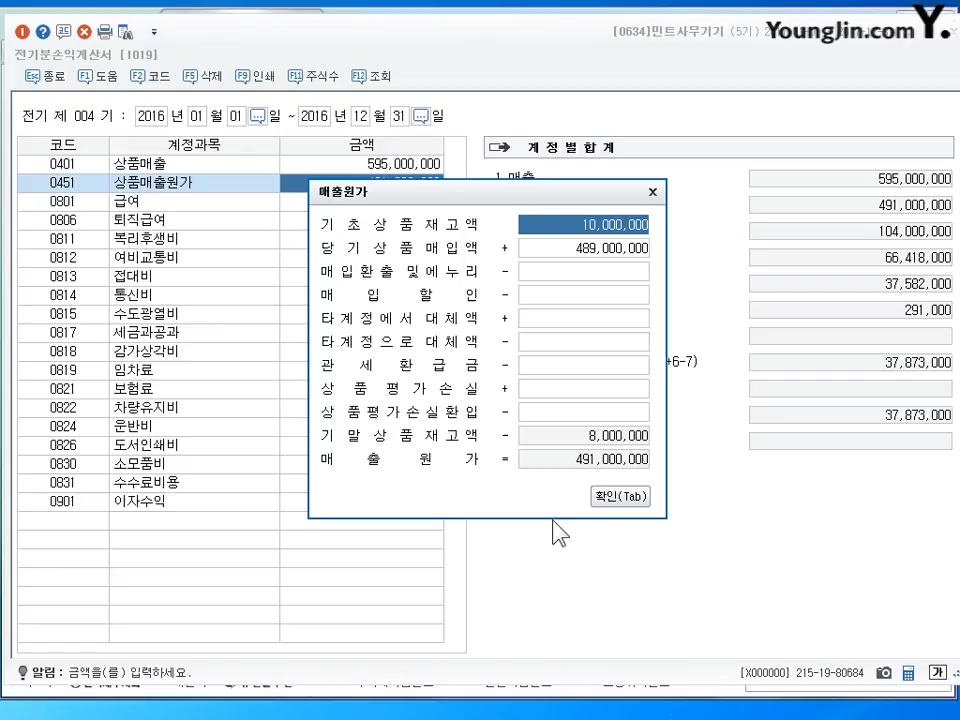 Younglin.com Y.
[0634]민트사무기기 (5기) 2
전기분손익계산서 [1019]
Esc 종료 F1 도움 F2 코드 F5 삭제 F9 인쇄 F11 주식수 F12 조회
전기 제 004 기 : 2016 년 01 월 01 일 ~ 2016 년 12 월 31 일
코드 계정과목 금액
0401 상품매출 595,000,000
0451 상품매출원가
0801 급여
0806 퇴직급여
0811 복리후생비
0812 여비교통비
0813 접대비
0814 통신비
0815 수도광열비
0817 세금과공과
0818 감가상각비
0819 임차료
0821 보험료
0822 차량유지비
0824 운반비
0826 도서인쇄비
0830 소모품비
0831 수수료비용
0901 이자수익
매출원가
기 초 상 품 재 고 액 10,000,000
당 기 상 품 매 입 액 + 489,000,000
매 입 환 출 및 에 누 리 -
매 입 할 인 -
타 계 정 에 서 대 체 액 +
타 계 정 으 로 대 체 액 -
관 세 환 급 금 -
상 품 평 가 손 실 +
상 품 평 가 손 실 환 입 -
기 말 상 품 재 고 액 - 8,000,000
매 출 원 가 = 491,000,000
확인(Tab)
계 정 별 합 계
1.매출 595,000,000
491,000,000
104,000,000
66,418,000
37,582,000
291,000
+6-7) 37,873,000
37,873,000
알림 : 금액을(를) 입력하세요.
[X000000] 215-19-80684 가